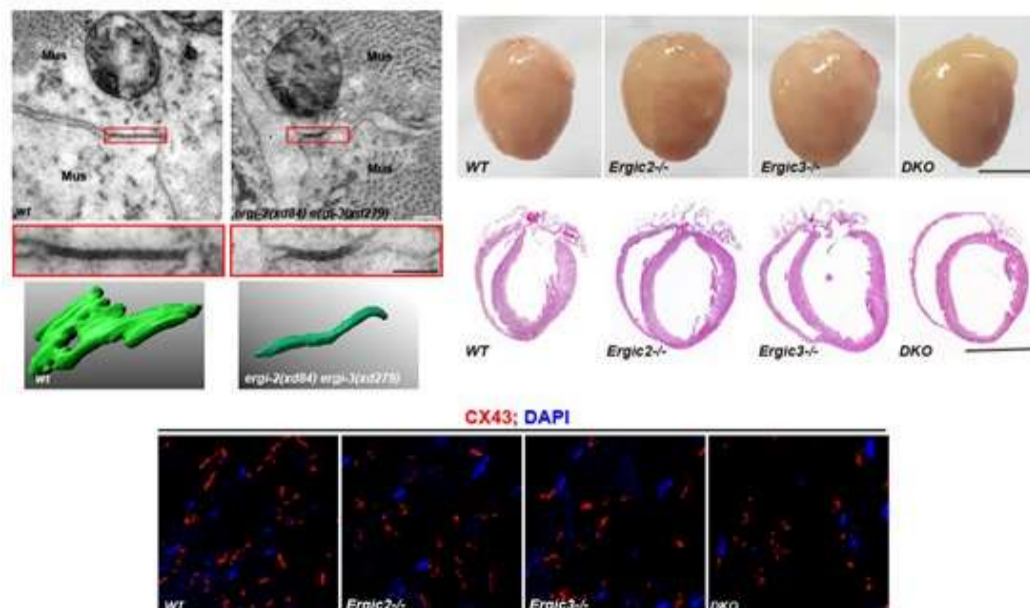 Mus
Mus
Mus
Mus
wt
ergi-2(xd84) ergi-3(xd279)
wt
ergi-2(xd84) ergi-3(xd279)
WT
Ergic2-/-
Ergic3-/-
DKO
WT
Ergic2-/-
Ergic3-/-
DKO
CX43; DAPI
WT
Ergic2-/-
Ergic3-/-
DKO